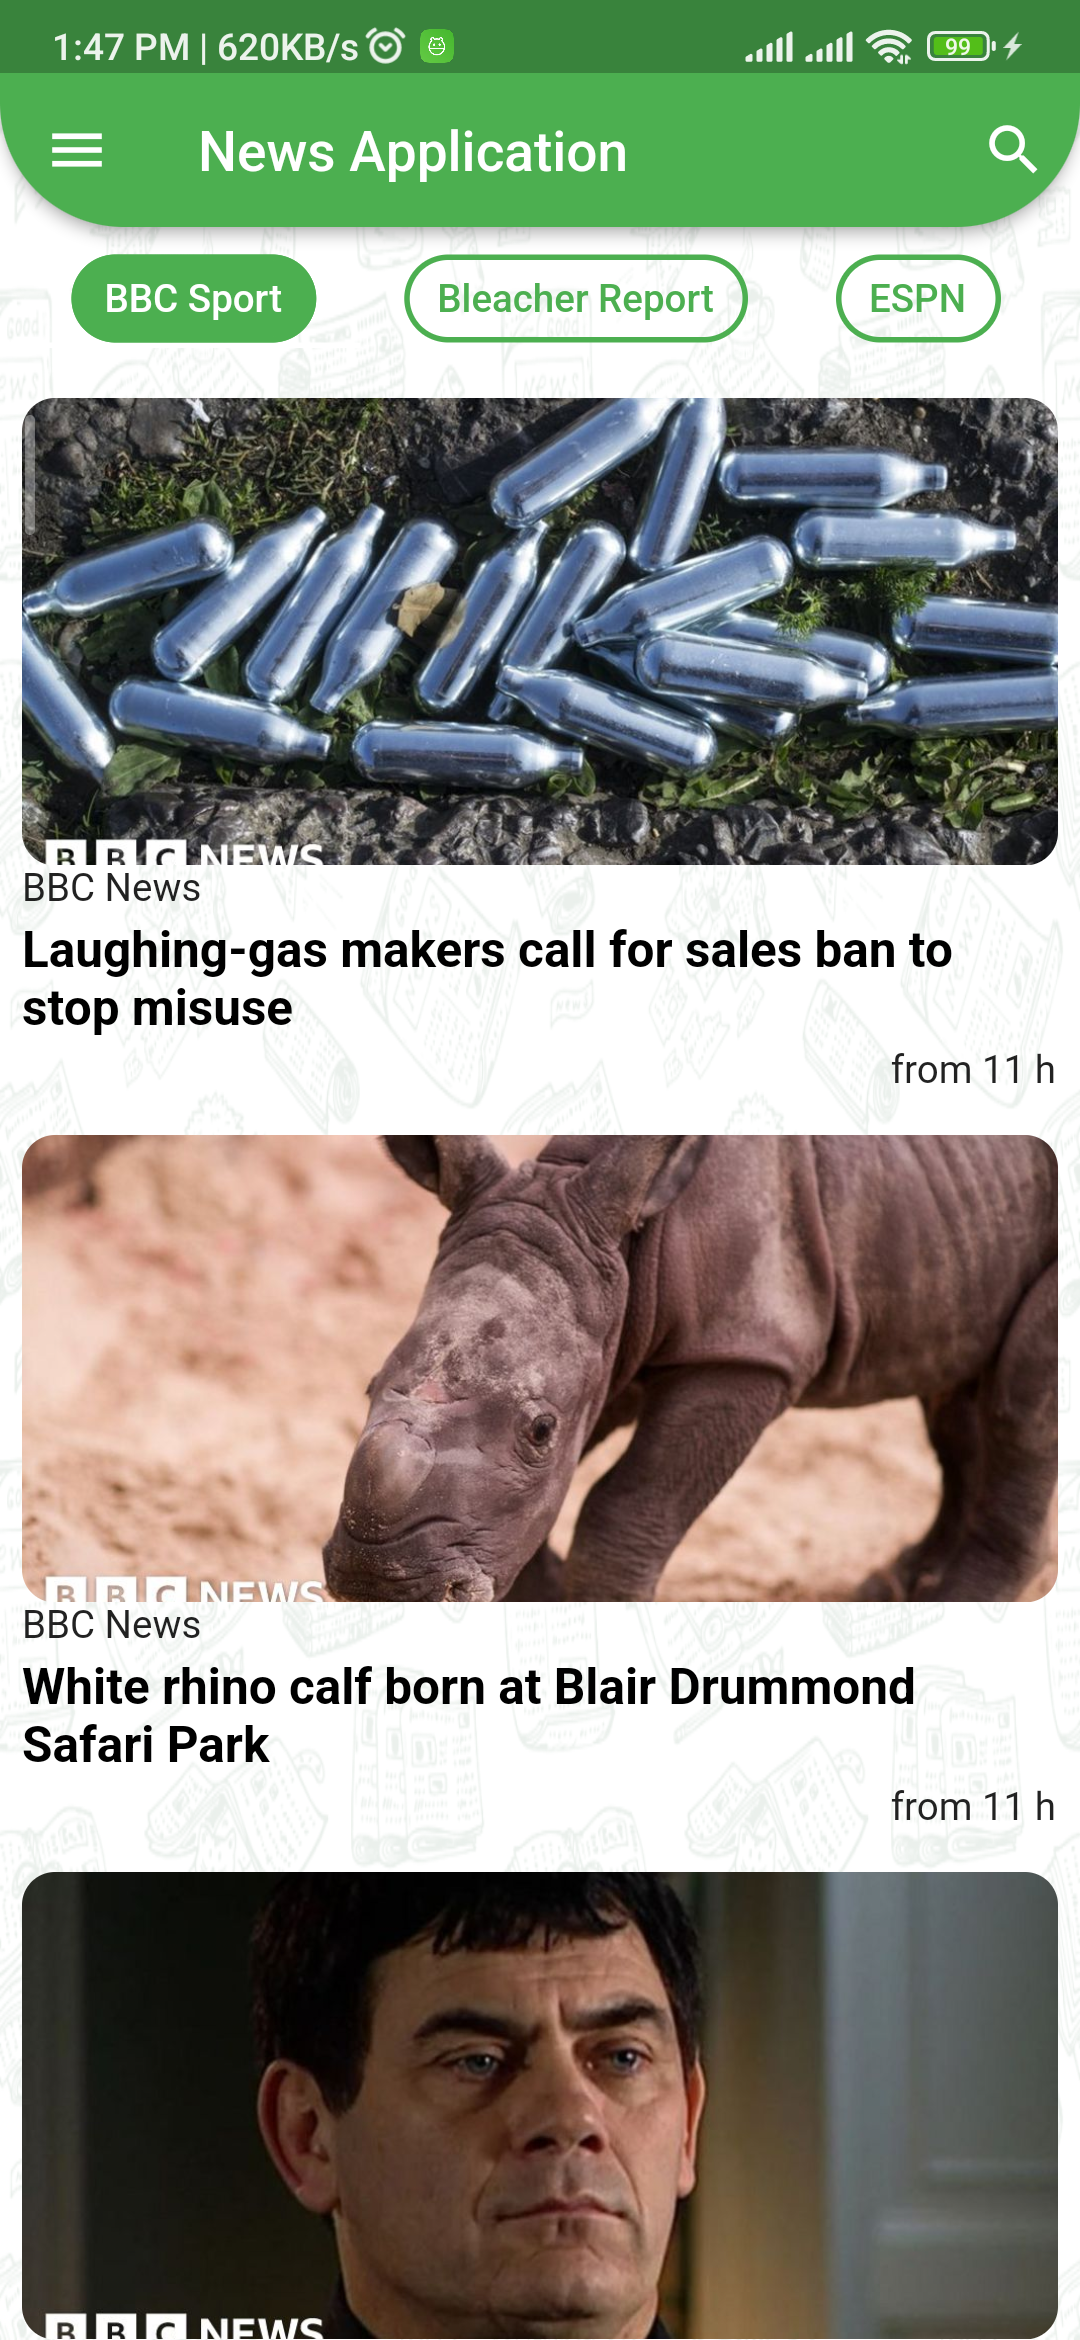 1:47 PM | 620KB/s
99
News Application
BBC Sport
Bleacher Report
ESPN
BBC NEWS
BBC News
Laughing-gas makers call for sales ban to
stop misuse
from 11 h
BBC NEWS
BBC News
White rhino calf born at Blair Drummond
Safari Park
from 11 h
BBC NEWS